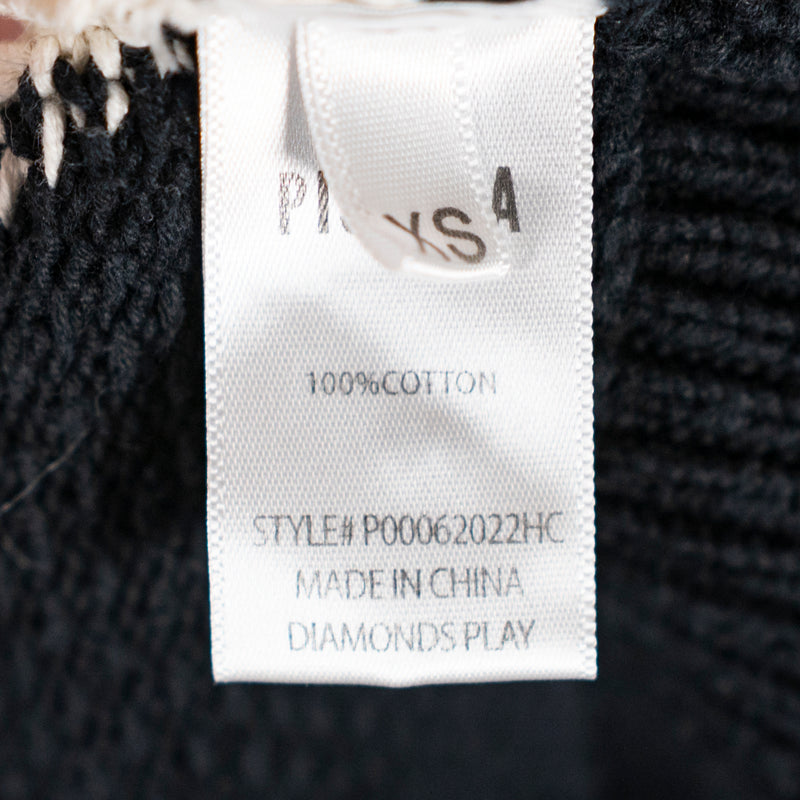 XS
100%COTTON
STYLE# P00062022HC
MADE IN CHINA
DIAMONDS PLAY